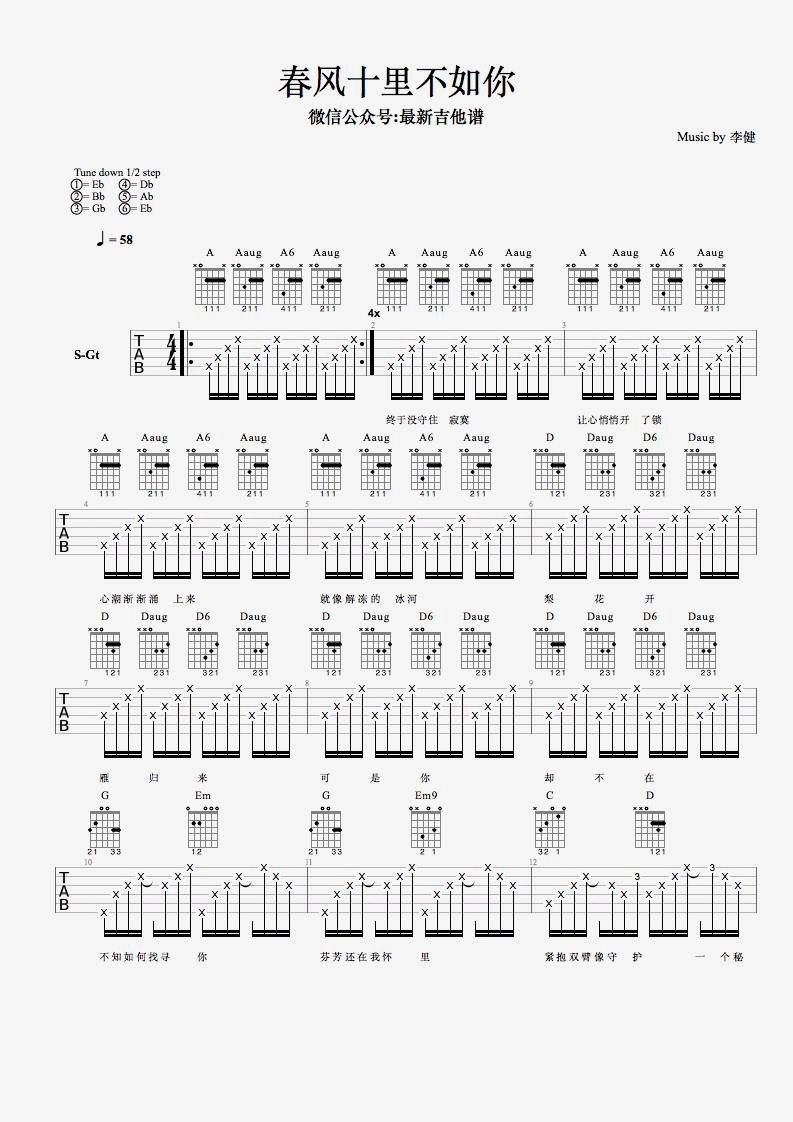 春风十里不如你
微信公众号:最新吉他谱
Music by 李健
Tune down 1/2 step
①= Eb ④= Db
②= Bb ⑤= Ab
③= Gb ⑥= Eb
♩ = 58
A Aaug A6 Aaug A Aaug A6 Aaug A Aaug A6 Aaug
111 211 411 211 111 211 411 211 111 211 411 211
4x
1 2 3
S-Gt
TAB 4/4
终于没守住 寂寞 让心悄悄开 了锁
A Aaug A6 Aaug A Aaug A6 Aaug D Daug D6 Daug
111 211 411 211 111 211 411 211 121 231 321 231
4 5 6
TAB
心潮渐渐涌 上来 就像解冻的 冰河 梨 花 开
D Daug D6 Daug D Daug D6 Daug D Daug D6 Daug
121 231 321 231 121 231 321 231 121 231 321 231
7 8 9
TAB
雁 归 来 可 是 你 却 不 在
G Em G Em9 C D
21 33 12 21 33 2 1 32 1 121
10 11 12
TAB
3 3
不知如何找寻 你 芬芳还在我怀 里 紧抱双臂像守 护 一 个秘